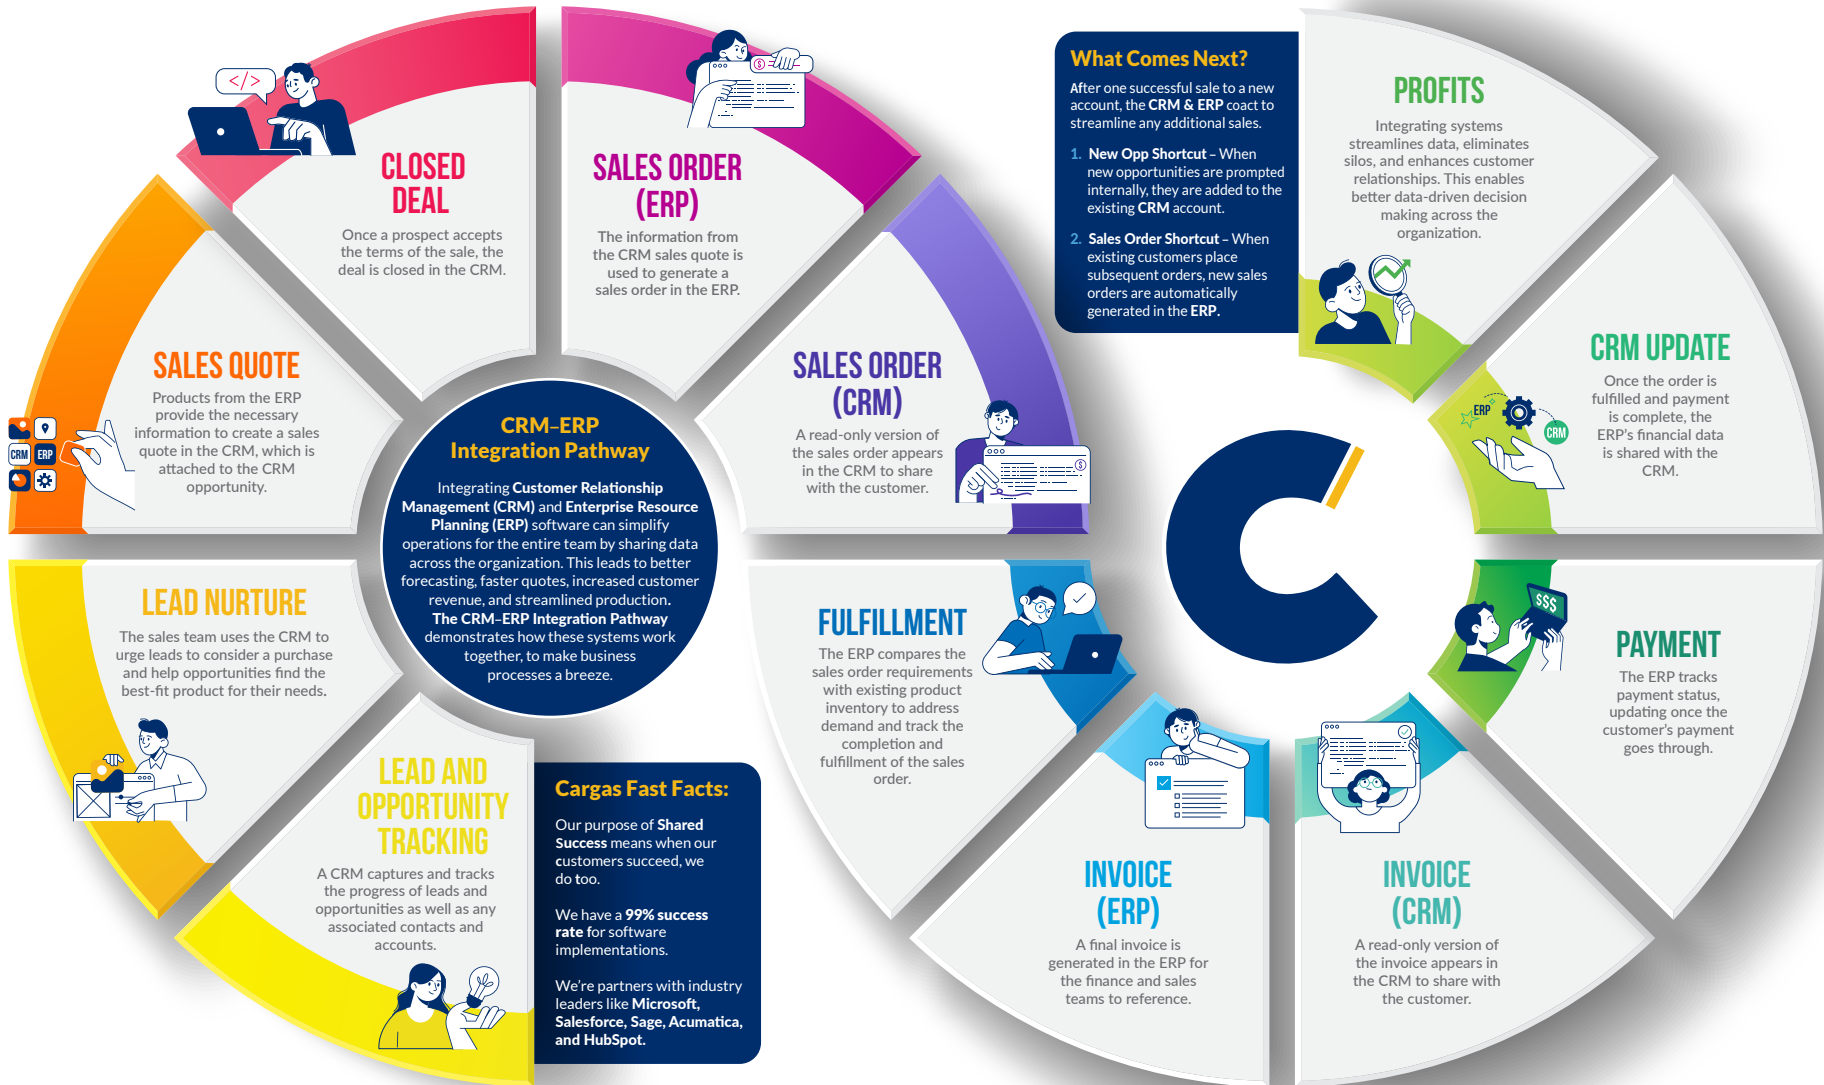 LEAD AND
OPPORTUNITY
TRACKING
A CRM captures and tracks
the progress of leads and
opportunities as well as any
associated contacts and
accounts.
LEAD NURTURE
The sales team uses the CRM to
urge leads to consider a purchase
and help opportunities find the
best-fit product for their needs.
SALES QUOTE
Products from the ERP
provide the necessary
information to create a sales
quote in the CRM, which is
attached to the CRM
opportunity.
CRM
ERP
CLOSED
DEAL
Once a prospect accepts
the terms of the sale, the
deal is closed in the CRM.
</>
SALES ORDER
(ERP)
The information from
the CRM sales quote is
used to generate a
sales order in the ERP.
$
SALES ORDER
(CRM)
A read-only version of
the sales order appears
in the CRM to share
with the customer.
$
CRM–ERP
Integration Pathway
Integrating Customer Relationship
Management (CRM) and Enterprise Resource
Planning (ERP) software can simplify
operations for the entire team by sharing data
across the organization. This leads to better
forecasting, faster quotes, increased customer
revenue, and streamlined production.
The CRM–ERP Integration Pathway
demonstrates how these systems work
together, to make business
processes a breeze.
Cargas Fast Facts:
Our purpose of Shared
Success means when our
customers succeed, we
do too.
We have a 99% success
rate for software
implementations.
We're partners with industry
leaders like Microsoft,
Salesforce, Sage, Acumatica,
and HubSpot.
FULFILLMENT
The ERP compares the
sales order requirements
with existing product
inventory to address
demand and track the
completion and
fulfillment of the sales
order.
INVOICE
(ERP)
A final invoice is
generated in the ERP for
the finance and sales
teams to reference.
INVOICE
(CRM)
A read-only version of
the invoice appears in
the CRM to share with
the customer.
PAYMENT
The ERP tracks
payment status,
updating once the
customer's payment
goes through.
$$$
CRM UPDATE
Once the order is
fulfilled and payment
is complete, the
ERP's financial data
is shared with the
CRM.
ERP
CRM
PROFITS
Integrating systems
streamlines data, eliminates
silos, and enhances customer
relationships. This enables
better data-driven decision
making across the
organization.
What Comes Next?
After one successful sale to a new
account, the CRM & ERP coact to
streamline any additional sales.
1. New Opp Shortcut – When
new opportunities are prompted
internally, they are added to the
existing CRM account.
2. Sales Order Shortcut – When
existing customers place
subsequent orders, new sales
orders are automatically
generated in the ERP.